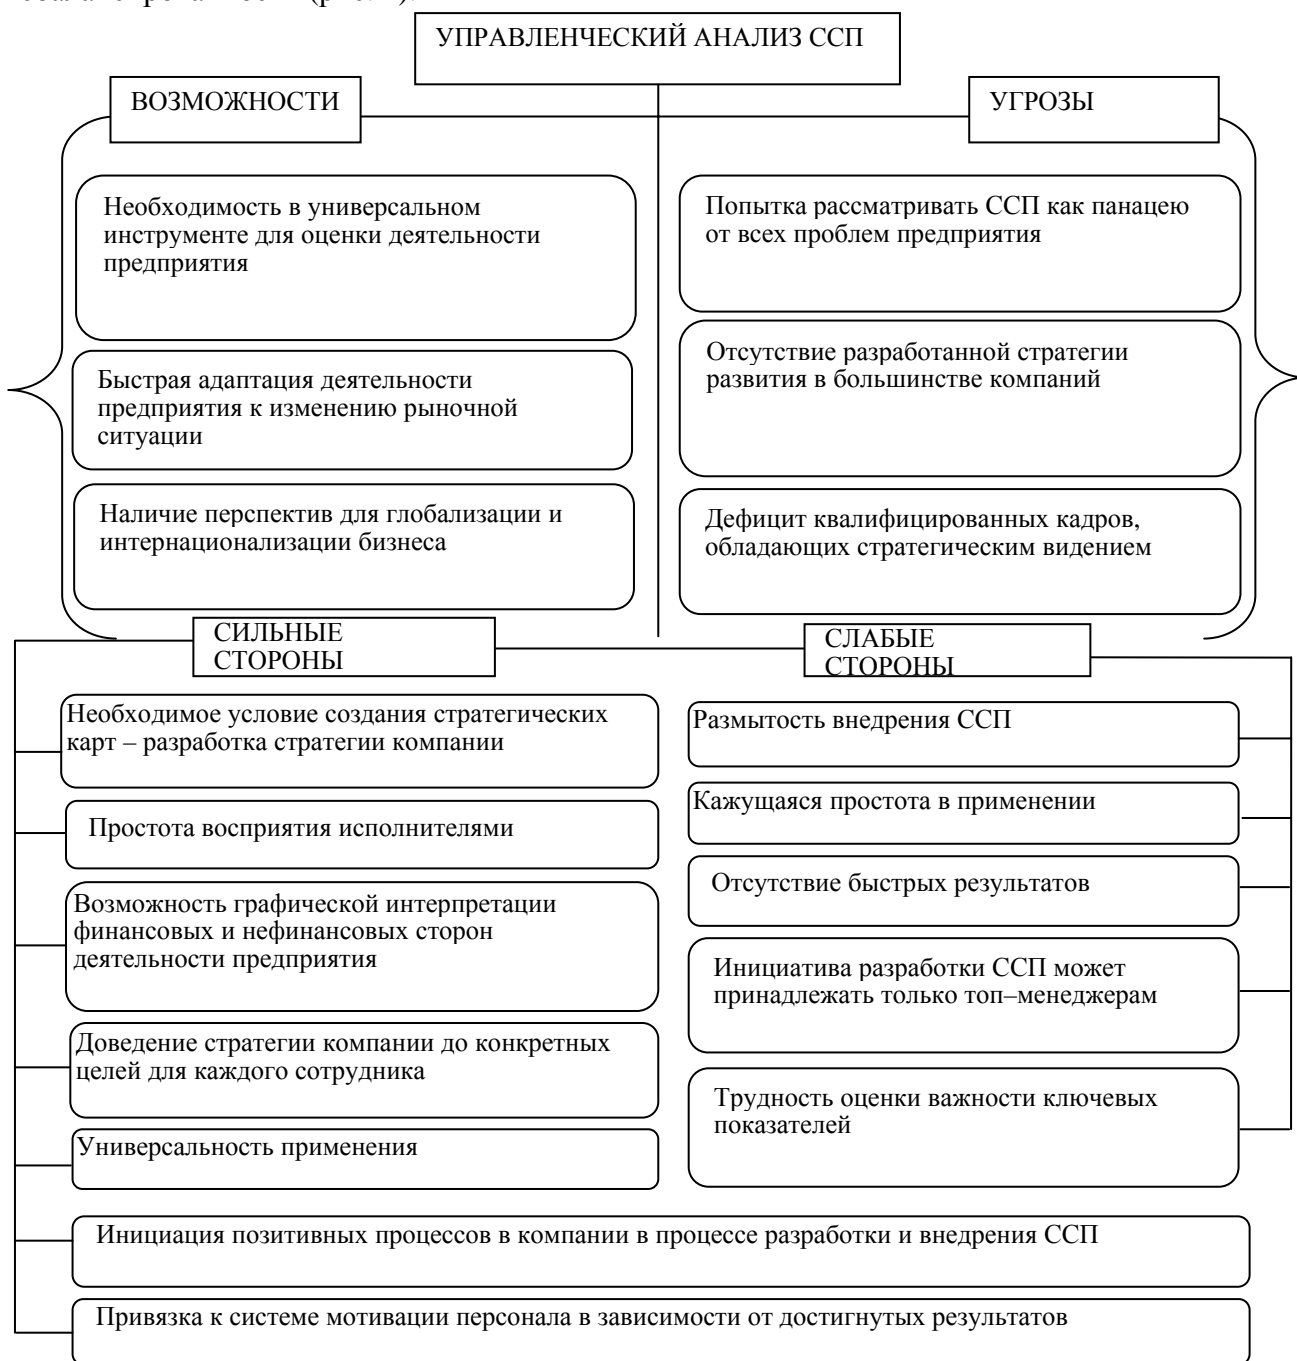 УПРАВЛЕНЧЕСКИЙ АНАЛИЗ ССП
ВОЗМОЖНОСТИ
УГРОЗЫ
Необходимость в универсальном
инструменте для оценки деятельности
предприятия
Быстрая адаптация деятельности
предприятия к изменению рыночной
ситуации
Наличие перспектив для глобализации и
интернационализации бизнеса
Попытка рассматривать ССП как панацею
от всех проблем предприятия
Отсутствие разработанной стратегии
развития в большинстве компаний
Дефицит квалифицированных кадров,
обладающих стратегическим видением
СИЛЬНЫЕ
СТОРОНЫ
СЛАБЫЕ
СТОРОНЫ
Необходимое условие создания стратегических
карт – разработка стратегии компании
Простота восприятия исполнителями
Возможность графической интерпретации
финансовых и нефинансовых сторон
деятельности предприятия
Доведение стратегии компании до конкретных
целей для каждого сотрудника
Универсальность применения
Размытость внедрения ССП
Кажущаяся простота в применении
Отсутствие быстрых результатов
Инициатива разработки ССП может
принадлежать только топ–менеджерам
Трудность оценки важности ключевых
показателей
Инициация позитивных процессов в компании в процессе разработки и внедрения ССП
Привязка к системе мотивации персонала в зависимости от достигнутых результатов